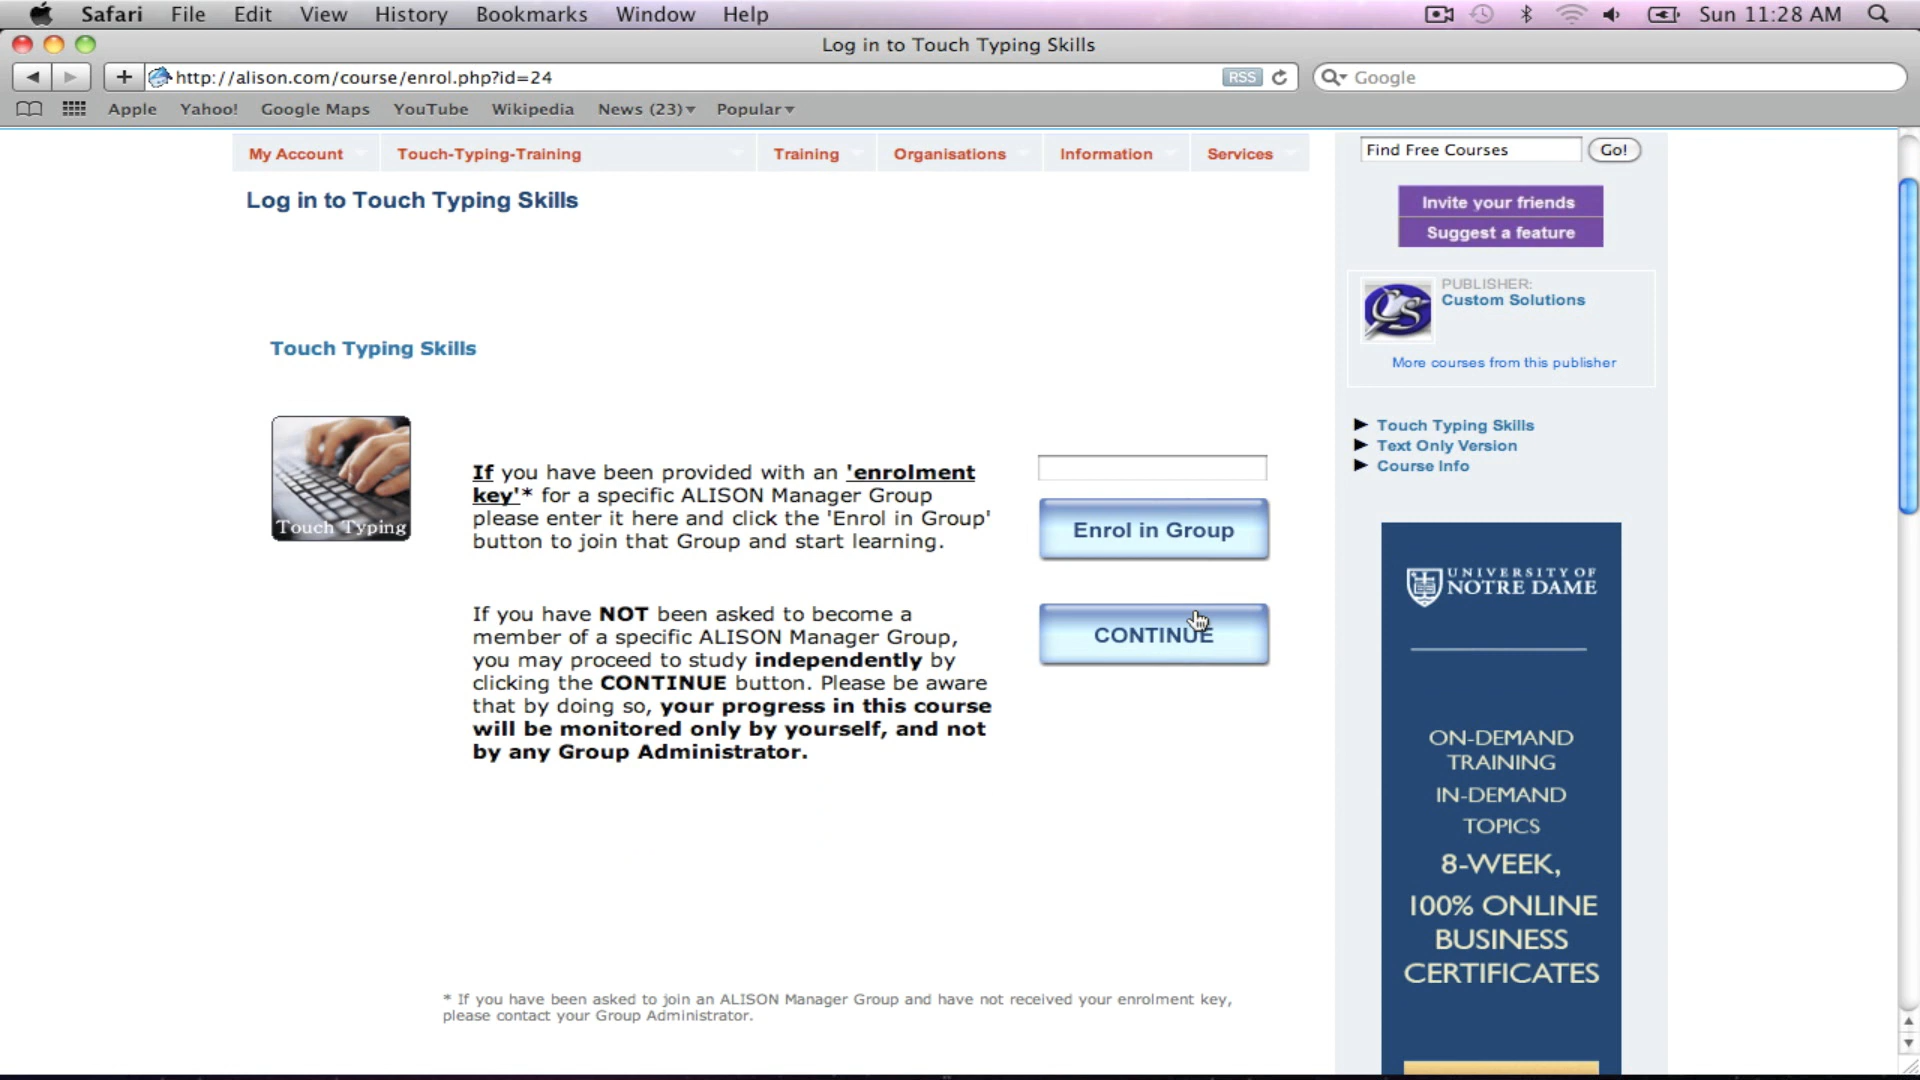 Safari File Edit View History Bookmarks Window Help
Sun 11:28 AM
Log in to Touch Typing Skills
http://alison.com/course/enrol.php?id=24
RSS
Google
Apple Yahoo! Google Maps YouTube Wikipedia News (23) Popular
My Account Touch-Typing-Training Training Organisations Information Services
Log in to Touch Typing Skills
Touch Typing Skills
Touch Typing
If you have been provided with an 'enrolment
key'* for a specific ALISON Manager Group
please enter it here and click the 'Enrol in Group'
button to join that Group and start learning.
Enrol in Group
If you have NOT been asked to become a
member of a specific ALISON Manager Group,
you may proceed to study independently by
clicking the CONTINUE button. Please be aware
that by doing so, your progress in this course
will be monitored only by yourself, and not
by any Group Administrator.
CONTINUE
* If you have been asked to join an ALISON Manager Group and have not received your enrolment key,
please contact your Group Administrator.
Find Free Courses
Go!
Invite your friends
Suggest a feature
CS
PUBLISHER:
Custom Solutions
More courses from this publisher
Touch Typing Skills
Text Only Version
Course Info
UNIVERSITY OF
NOTRE DAME
ON-DEMAND
TRAINING
IN-DEMAND
TOPICS
8-WEEK,
100% ONLINE
BUSINESS
CERTIFICATES